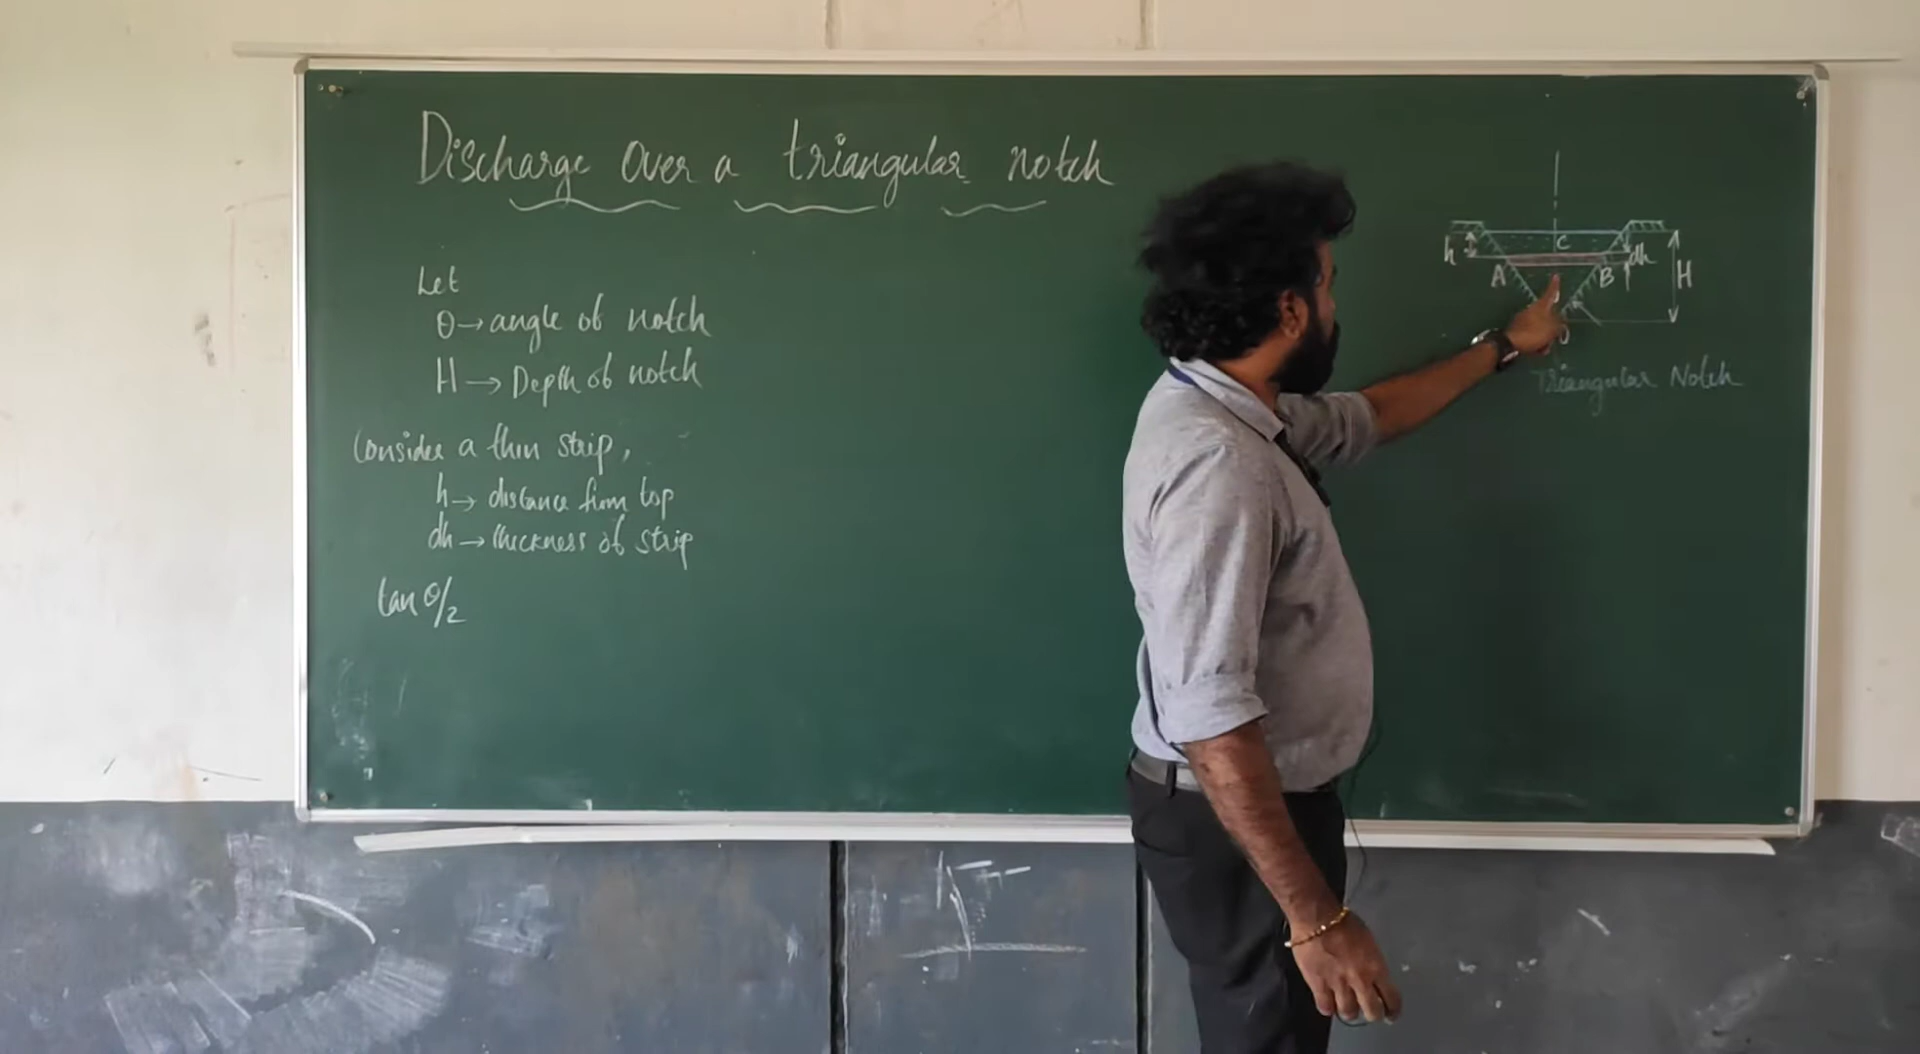 Discharge Over a triangular notch
Let
θ → angle of notch
H → Depth of notch
Consider a thin strip,
h → distance from top
dh → thickness of strip
tan θ/2
C
h
dh
A
B
H
O
Triangular Notch